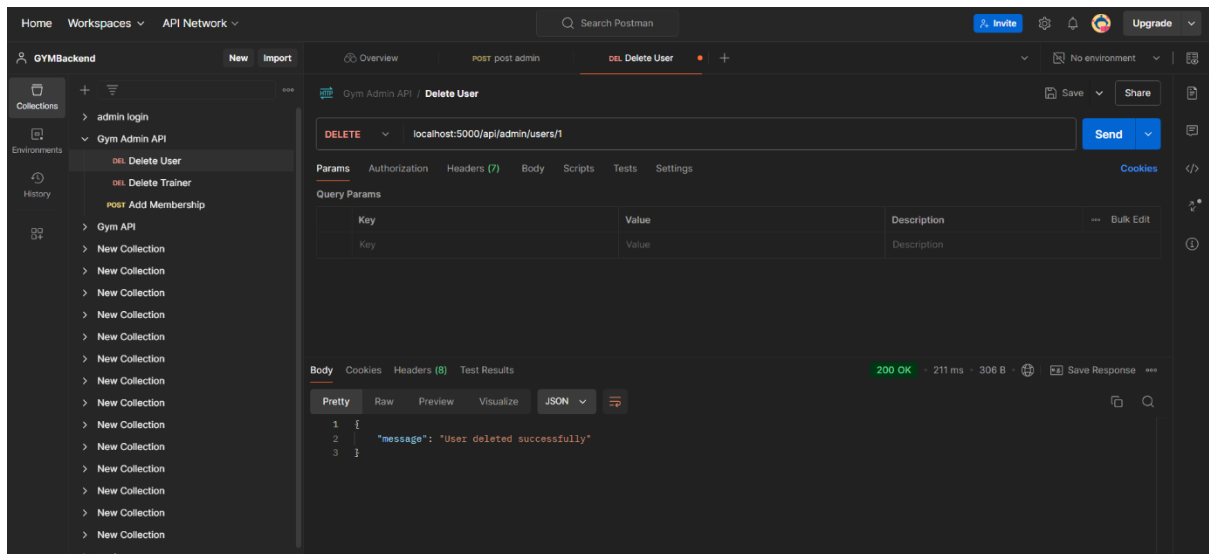 Home Workspaces API Network Search Postman Invite Upgrade
GYMBackend New Import Overview POST post admin DEL Delete User No environment
Collections
Environments
History
admin login
Gym Admin API
DEL Delete User
DEL Delete Trainer
POST Add Membership
Gym API
New Collection
New Collection
New Collection
New Collection
New Collection
New Collection
New Collection
New Collection
New Collection
New Collection
New Collection
New Collection
New Collection
New Collection
HTTP Gym Admin API / Delete User Save Share
DELETE localhost:5000/api/admin/users/1 Send
Params Authorization Headers (7) Body Scripts Tests Settings Cookies
Query Params
Key Value Description Bulk Edit
Key Value Description
Body Cookies Headers (8) Test Results 200 OK 211 ms 306 B Save Response
Pretty Raw Preview Visualize JSON
1 {
2 "message": "User deleted successfully"
3 }